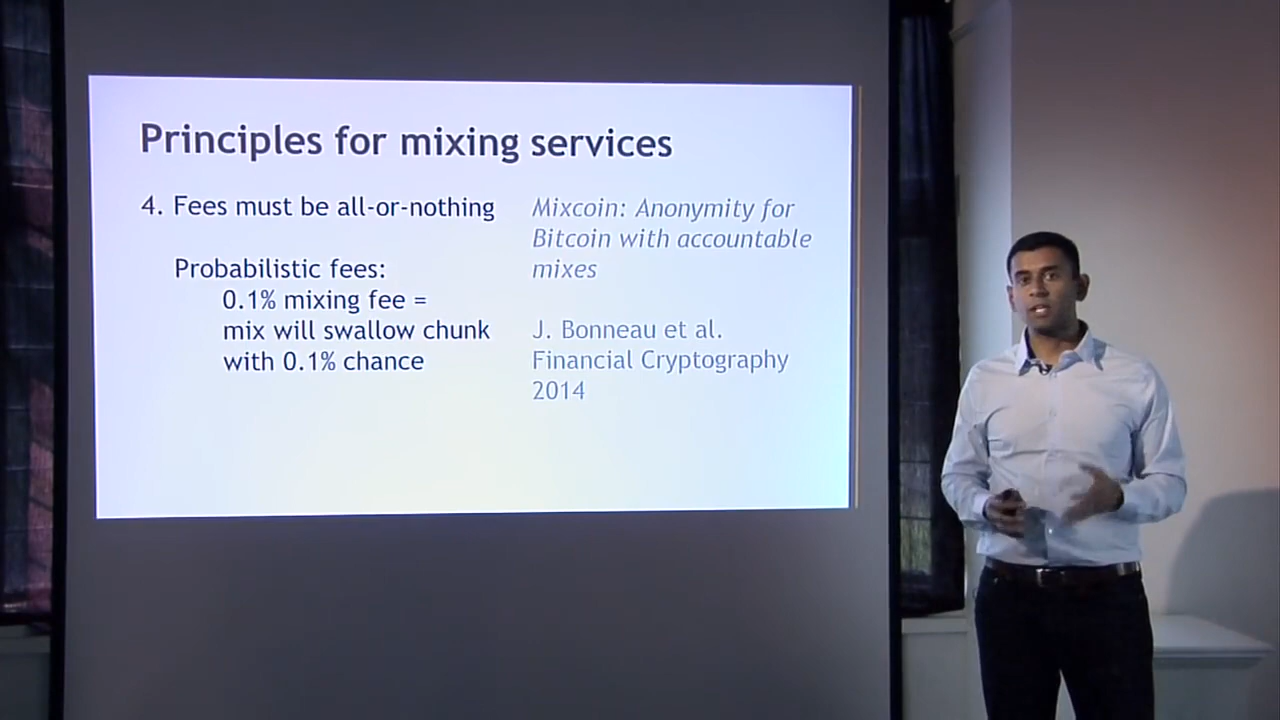 Principles for mixing services
4. Fees must be all-or-nothing
Probabilistic fees:
0.1% mixing fee =
mix will swallow chunk
with 0.1% chance
Mixcoin: Anonymity for
Bitcoin with accountable
mixes
J. Bonneau et al.
Financial Cryptography
2014